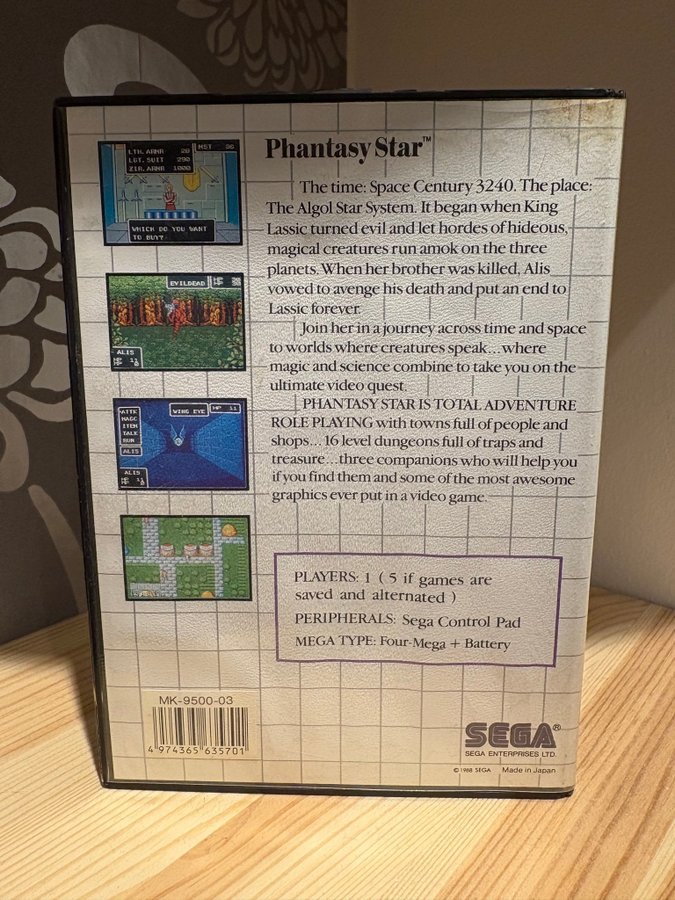 Phantasy Star™
The time: Space Century 3240. The place:
The Algol Star System. It began when King
Lassic turned evil and let hordes of hideous,
magical creatures run amok on the three
planets. When her brother was killed, Alis
vowed to avenge his death and put an end to
Lassic forever.
Join her in a journey across time and space
to worlds where creatures speak...where
magic and science combine to take you on the
ultimate video quest.
PHANTASY STAR IS TOTAL ADVENTURE
ROLE PLAYING with towns full of people and
shops...16 level dungeons full of traps and
treasure...three companions who will help you
if you find them and some of the most awesome
graphics ever put in a video game.
LTH. ARMR 28
LGT. SUIT 290
ZIR. ARMR 1000
MST 30
WHICH DO YOU WANT
TO BUY?
EVILDEAD
ALIS
WING EYE
HP 11
ATTK
MAGC
ITEM
TALK
RUN
ALIS
ALIS
PLAYERS: 1 ( 5 if games are
saved and alternated )
PERIPHERALS: Sega Control Pad
MEGA TYPE: Four-Mega + Battery
MK-9500-03
4 974365 635701
SEGA®
SEGA ENTERPRISES LTD.
© 1988 SEGA Made in Japan